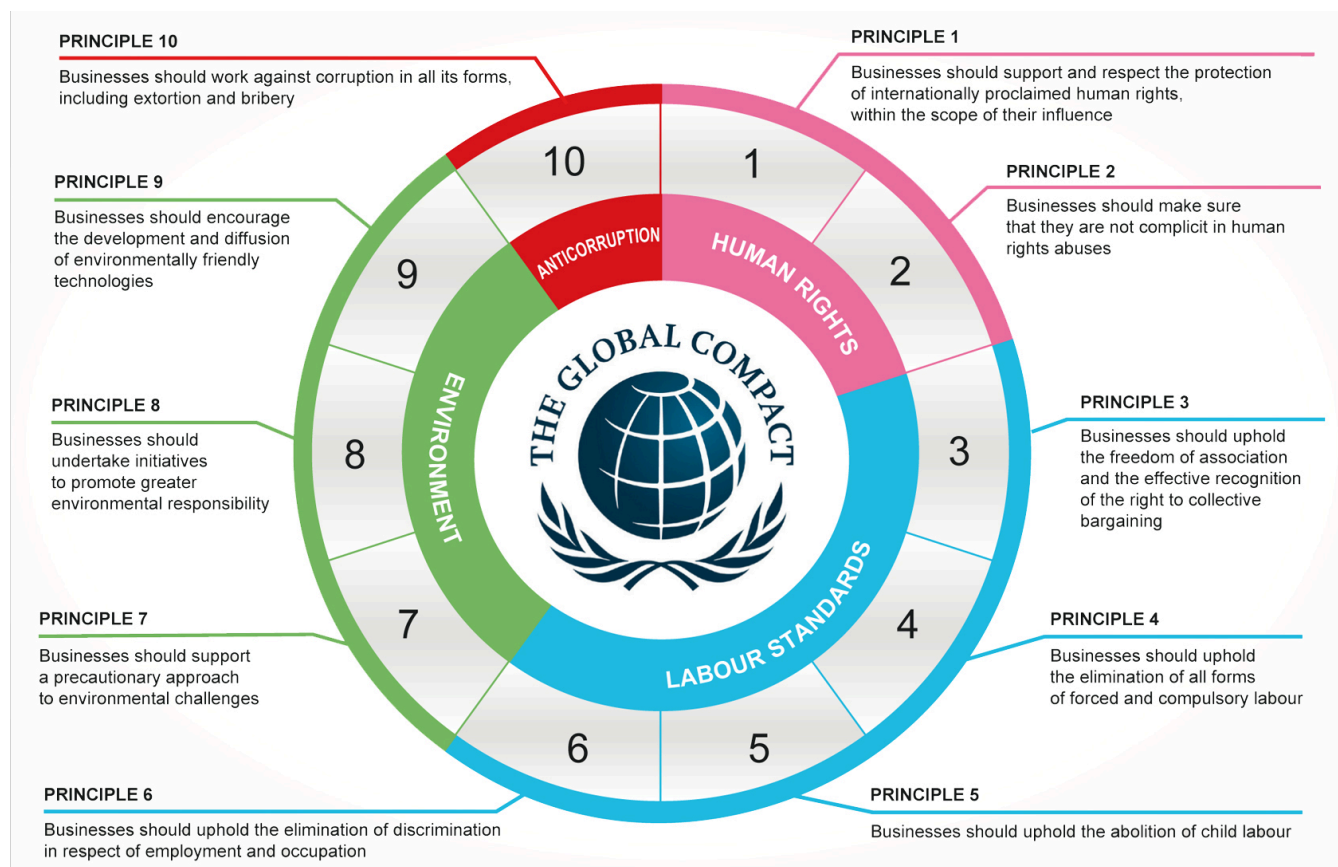 PRINCIPLE 10
Businesses should work against corruption in all its forms,
including extortion and bribery
PRINCIPLE 1
Businesses should support and respect the protection
of internationally proclaimed human rights,
within the scope of their influence
PRINCIPLE 9
Businesses should encourage
the development and diffusion
of environmentally friendly
technologies
PRINCIPLE 2
Businesses should make sure
that they are not complicit in human
rights abuses
PRINCIPLE 8
Businesses should
undertake initiatives
to promote greater
environmental responsibility
PRINCIPLE 3
Businesses should uphold
the freedom of association
and the effective recognition
of the right to collective
bargaining
PRINCIPLE 7
Businesses should support
a precautionary approach
to environmental challenges
PRINCIPLE 4
Businesses should uphold
the elimination of all forms
of forced and compulsory labour
PRINCIPLE 6
Businesses should uphold the elimination of discrimination
in respect of employment and occupation
PRINCIPLE 5
Businesses should uphold the abolition of child labour
10
1
2
3
4
5
6
7
8
9
ANTICORRUPTION
HUMAN RIGHTS
LABOUR STANDARDS
ENVIRONMENT
THE GLOBAL COMPACT